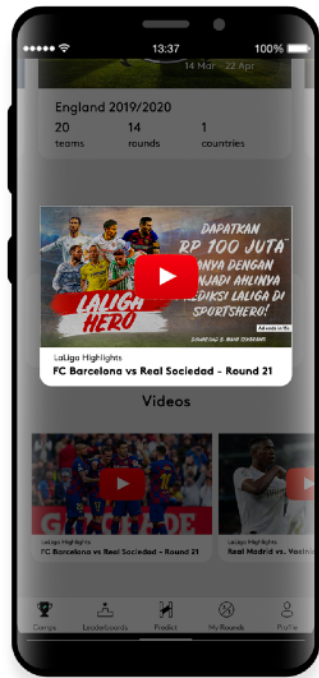 13:37
100%
14 Mar - 22 Apr
England 2019/2020
20 14 1
teams rounds countries
DAPATKAN
RP 100 JUTA
HANYA DENGAN
MENJADI AHLINYA
PREDIKSI LALIGA DI
SPORTSHERO!
LALIGA
HERO
LaLiga Highlights
FC Barcelona vs Real Sociedad - Round 21
Videos
LaLiga Highlights
FC Barcelona vs Real Sociedad - Round 21
LaLiga Highlights
Real Madrid vs.
Comps Leaderboards Predict My Rounds Profile